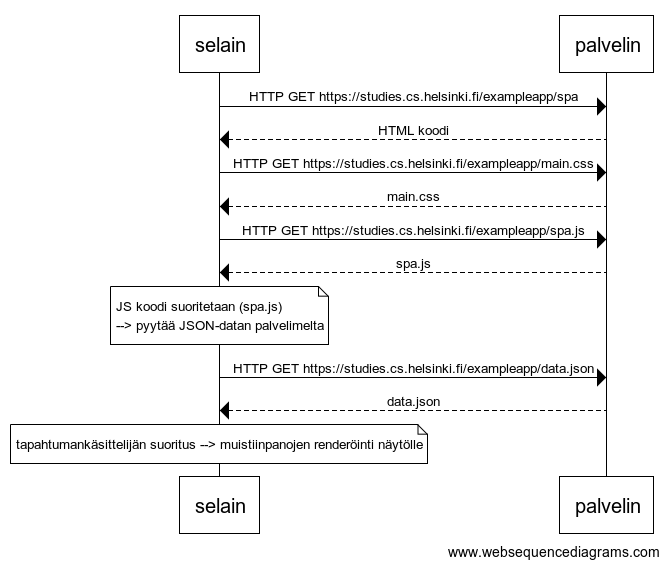 selain
palvelin
HTTP GET https://studies.cs.helsinki.fi/exampleapp/spa
HTML koodi
HTTP GET https://studies.cs.helsinki.fi/exampleapp/main.css
main.css
HTTP GET https://studies.cs.helsinki.fi/exampleapp/spa.js
spa.js
JS koodi suoritetaan (spa.js)
--> pyytää JSON-datan palvelimelta
HTTP GET https://studies.cs.helsinki.fi/exampleapp/data.json
data.json
tapahtumankäsittelijän suoritus --> muistiinpanojen renderöinti näytölle
selain
palvelin
www.websequencediagrams.com